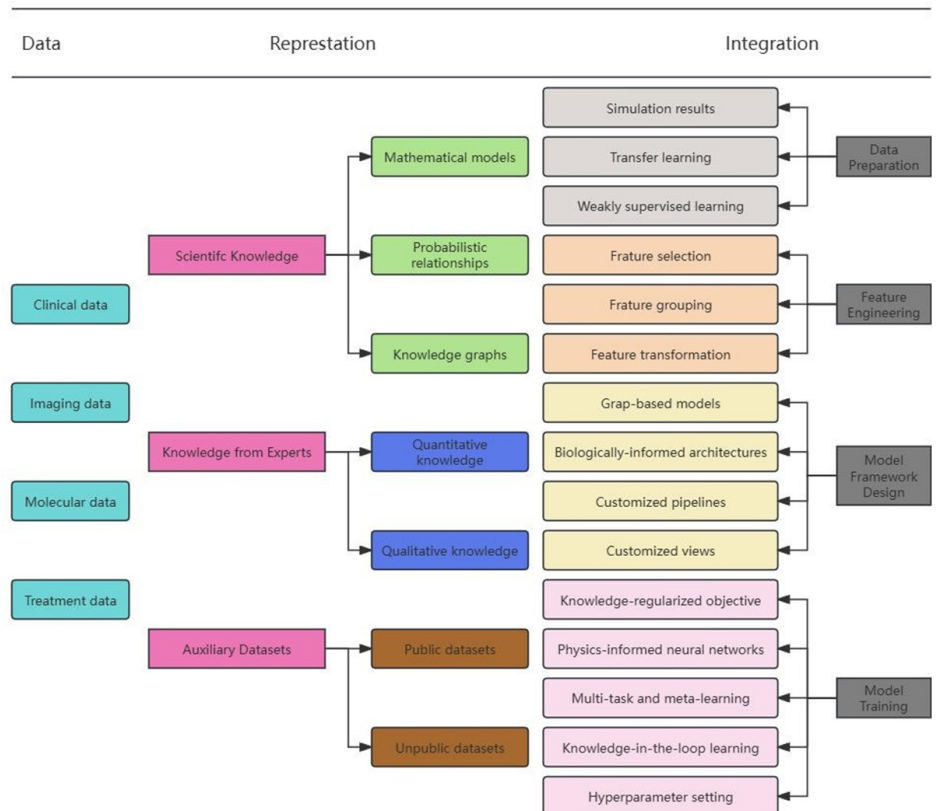 Data
Represtation
Integration
Simulation results
Mathematical models
Transfer learning
Data
Preparation
Weakly supervised learning
Scientifc Knowledge
Probabilistic
relationships
Frature selection
Clinical data
Frature grouping
Feature
Engineering
Knowledge graphs
Feature transformation
Imaging data
Grap-based models
Knowledge from Experts
Quantitative
knowledge
Biologically-informed architectures
Model
Framework
Design
Molecular data
Customized pipelines
Qualitative knowledge
Customized views
Treatment data
Knowledge-regularized objective
Auxiliary Datasets
Public datasets
Physics-informed neural networks
Multi-task and meta-learning
Model
Training
Unpublic datasets
Knowledge-in-the-loop learning
Hyperparameter setting